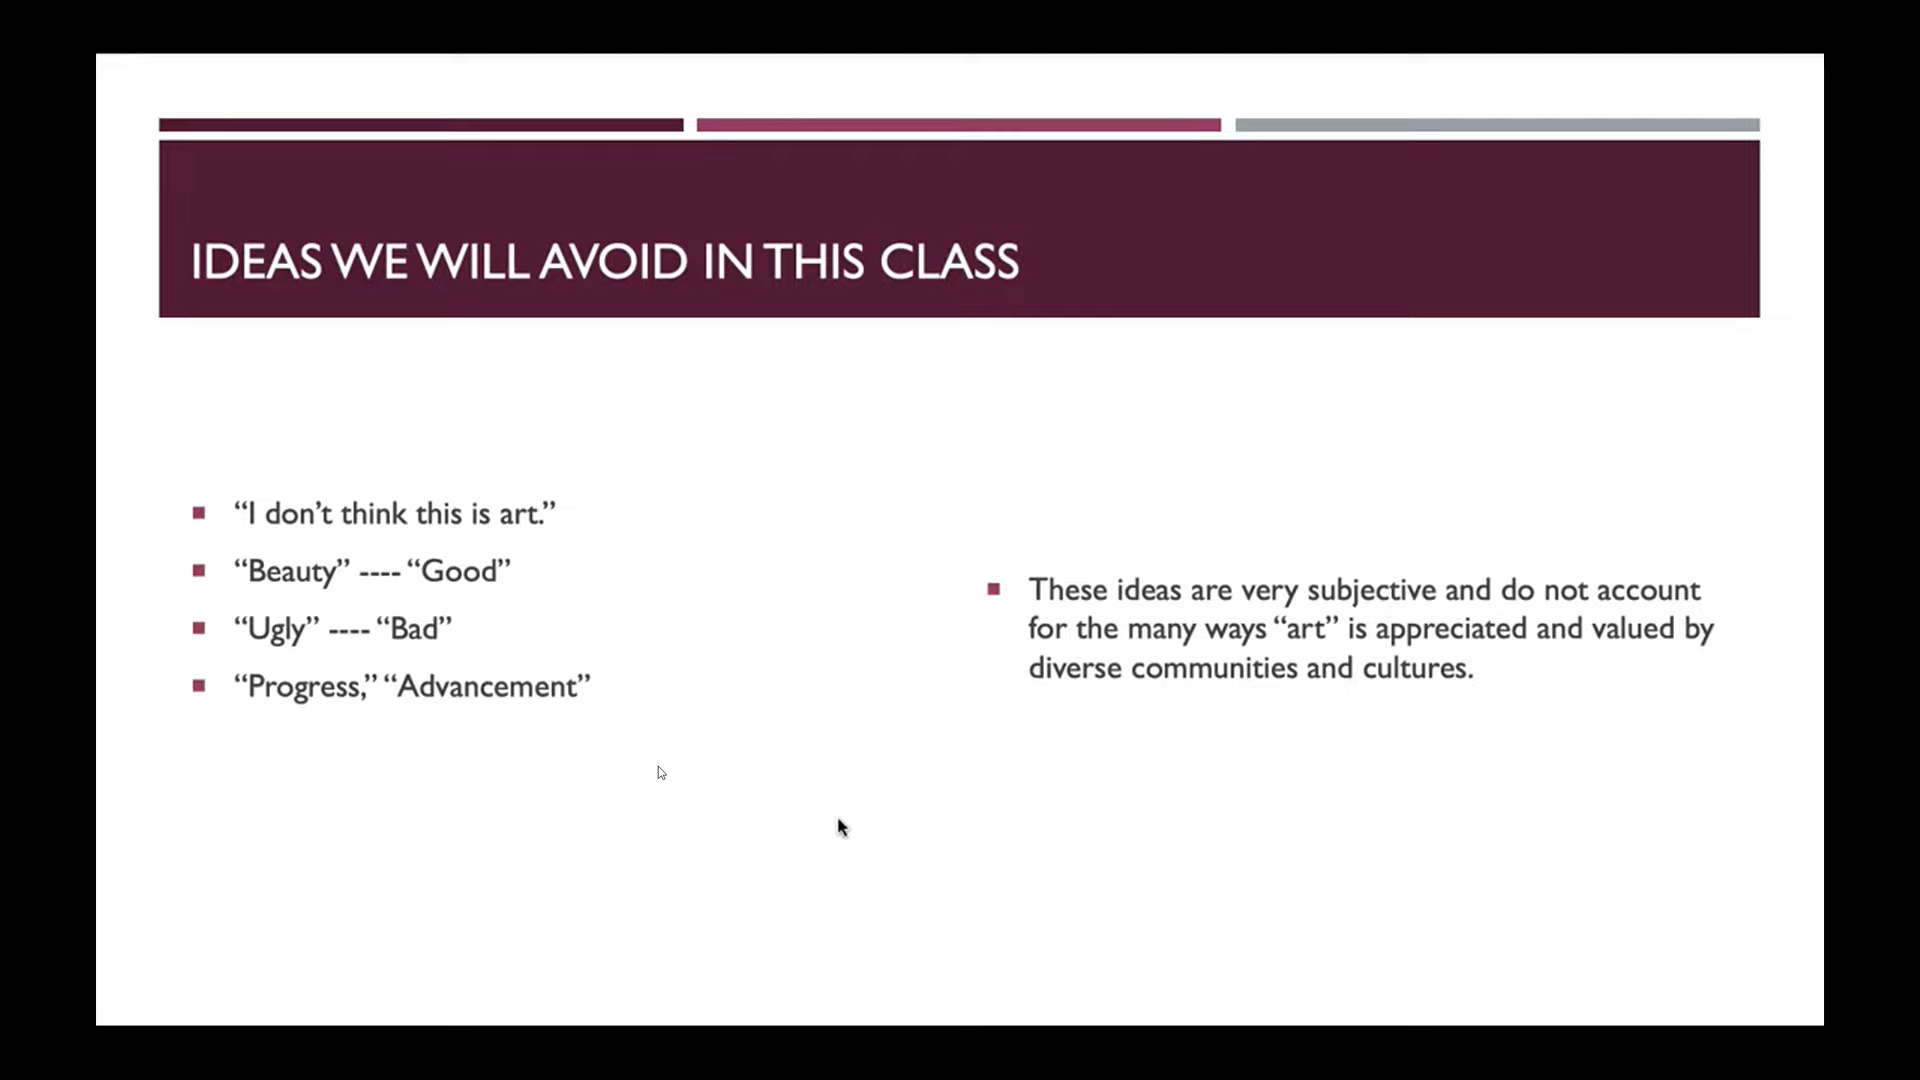 IDEAS WE WILL AVOID IN THIS CLASS
“I don’t think this is art.”
“Beauty” ---- “Good”
“Ugly” ---- “Bad”
“Progress,” “Advancement”
These ideas are very subjective and do not account
for the many ways “art” is appreciated and valued by
diverse communities and cultures.